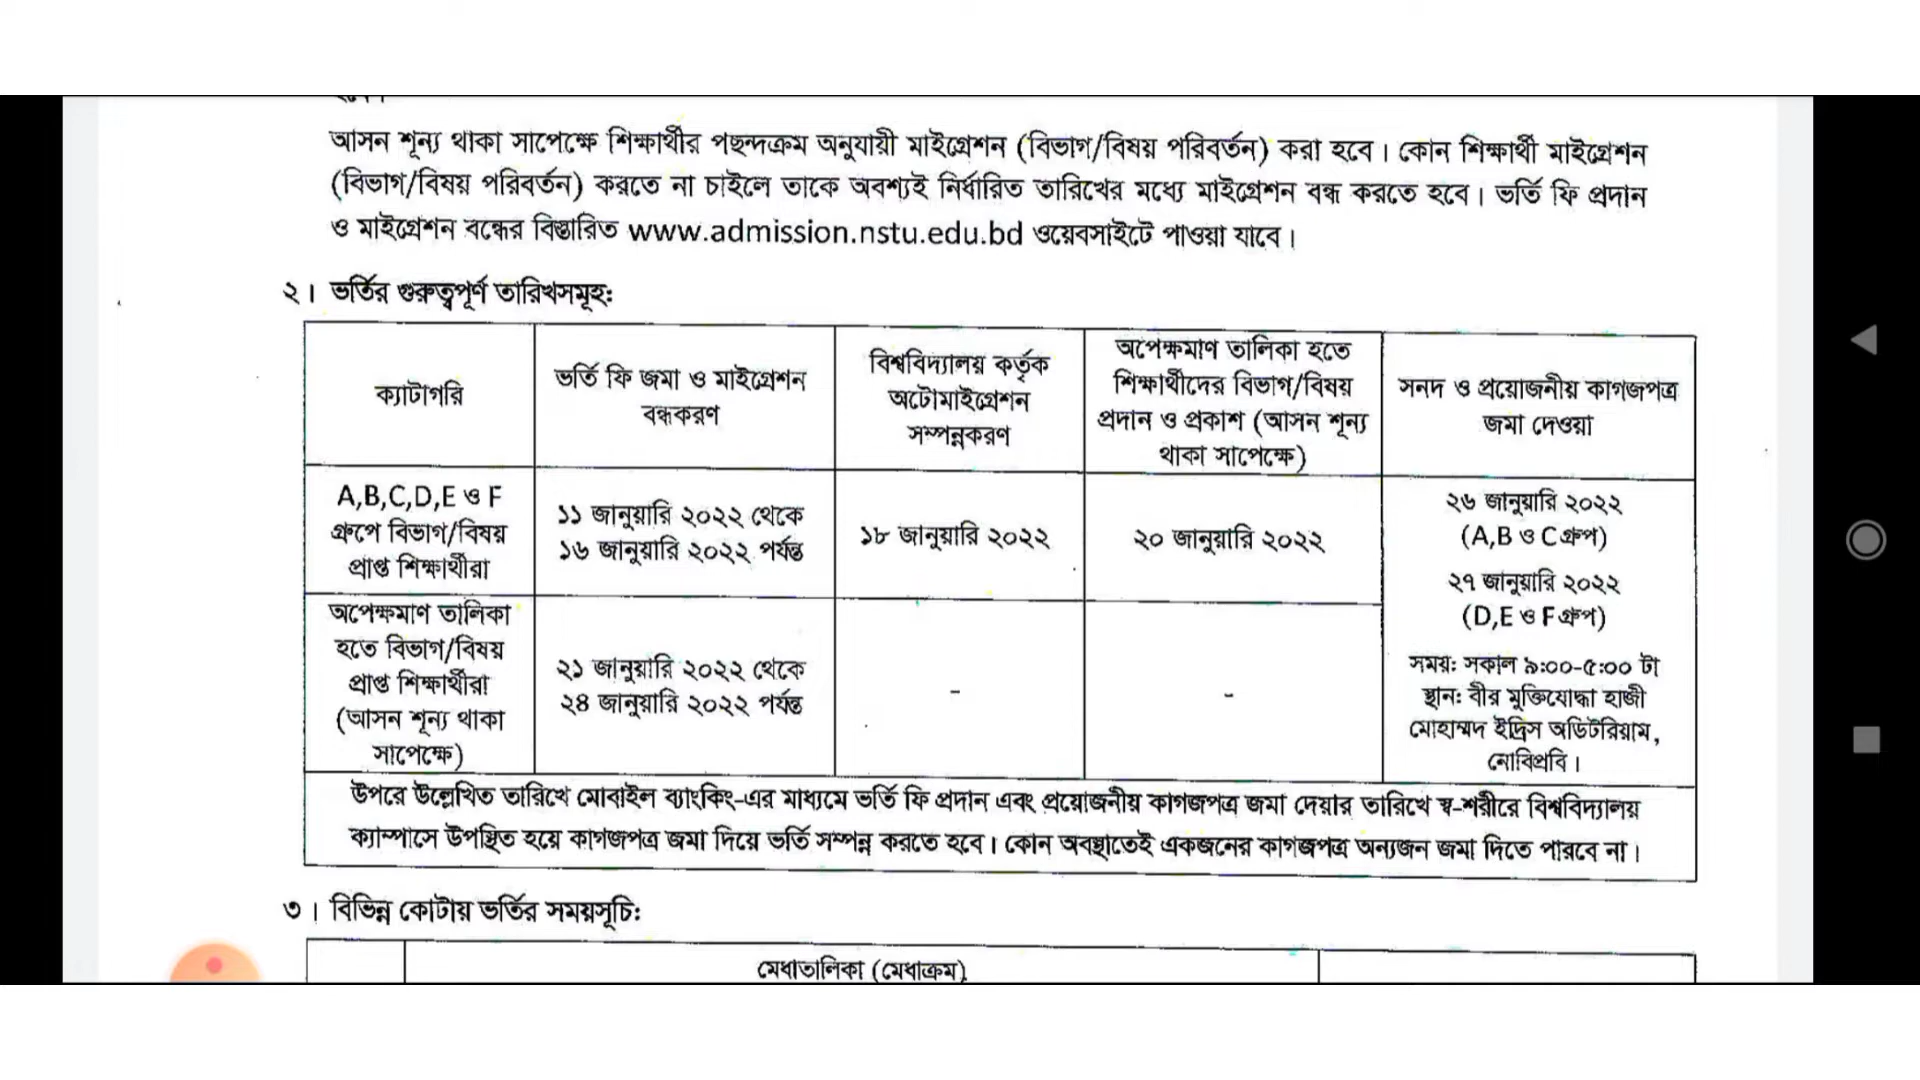 আসন শূন্য থাকা সাপেক্ষে শিক্ষার্থীর পছন্দক্রম অনুযায়ী মাইগ্রেশন (বিভাগ/বিষয় পরিবর্তন) করা হবে। কোন শিক্ষার্থী মাইগ্রেশন
(বিভাগ/বিষয় পরিবর্তন) করতে না চাইলে তাকে অবশ্যই নির্ধারিত তারিখের মধ্যে মাইগ্রেশন বন্ধ করতে হবে। ভর্তি ফি প্রদান
ও মাইগ্রেশন বন্ধের বিস্তারিত www.admission.nstu.edu.bd ওয়েবসাইটে পাওয়া যাবে।
২। ভর্তির গুরুত্বপূর্ণ তারিখসমূহঃ
ক্যাটাগরি
ভর্তি ফি জমা ও মাইগ্রেশন
বন্ধকরণ
বিশ্ববিদ্যালয় কর্তৃক
অটোমাইগ্রেশন
সম্পন্নকরণ
অপেক্ষমাণ তালিকা হতে
শিক্ষার্থীদের বিভাগ/বিষয়
প্রদান ও প্রকাশ (আসন শূন্য
থাকা সাপেক্ষে)
সনদ ও প্রয়োজনীয় কাগজপত্র
জমা দেওয়া
A,B,C,D,E ও F
গ্রুপে বিভাগ/বিষয়
প্রাপ্ত শিক্ষার্থীরা
১১ জানুয়ারি ২০২২ থেকে
১৬ জানুয়ারি ২০২২ পর্যন্ত
১৮ জানুয়ারি ২০২২
২০ জানুয়ারি ২০২২
২৬ জানুয়ারি ২০২২
(A,B ও C গ্রুপ)
২৭ জানুয়ারি ২০২২
(D,E ও F গ্রুপ)
সময়ঃ সকাল ৯:০০-৫:০০ টা
স্থানঃ বীর মুক্তিযোদ্ধা হাজী
মোহাম্মদ ইদ্রিস অডিটরিয়াম,
নোবিপ্রবি।
অপেক্ষমাণ তালিকা
হতে বিভাগ/বিষয়
প্রাপ্ত শিক্ষার্থীরা
(আসন শূন্য থাকা
সাপেক্ষে)
২১ জানুয়ারি ২০২২ থেকে
২৪ জানুয়ারি ২০২২ পর্যন্ত
-
-
উপরে উল্লেখিত তারিখে মোবাইল ব্যাংকিং-এর মাধ্যমে ভর্তি ফি প্রদান এবং প্রয়োজনীয় কাগজপত্র জমা দেয়ার তারিখে স্ব-শরীরে বিশ্ববিদ্যালয়
ক্যাম্পাসে উপস্থিত হয়ে কাগজপত্র জমা দিয়ে ভর্তি সম্পন্ন করতে হবে। কোন অবস্থাতেই একজনের কাগজপত্র অন্যজন জমা দিতে পারবে না।
৩। বিভিন্ন কোটায় ভর্তির সময়সূচিঃ
মেধাতালিকা (মেধাক্রম)